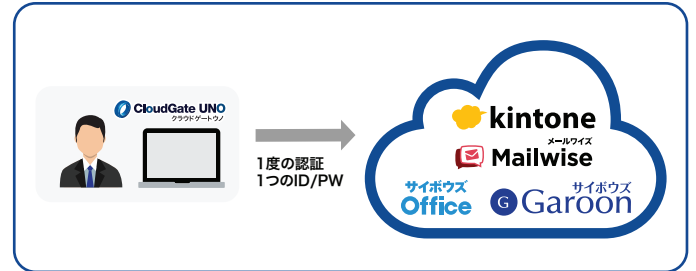 CloudGate UNO
クラウドゲートウノ
1度の認証
1つのID/PW
kintone
メールワイズ
Mailwise
サイボウズ
Office
サイボウズ
G Garoon